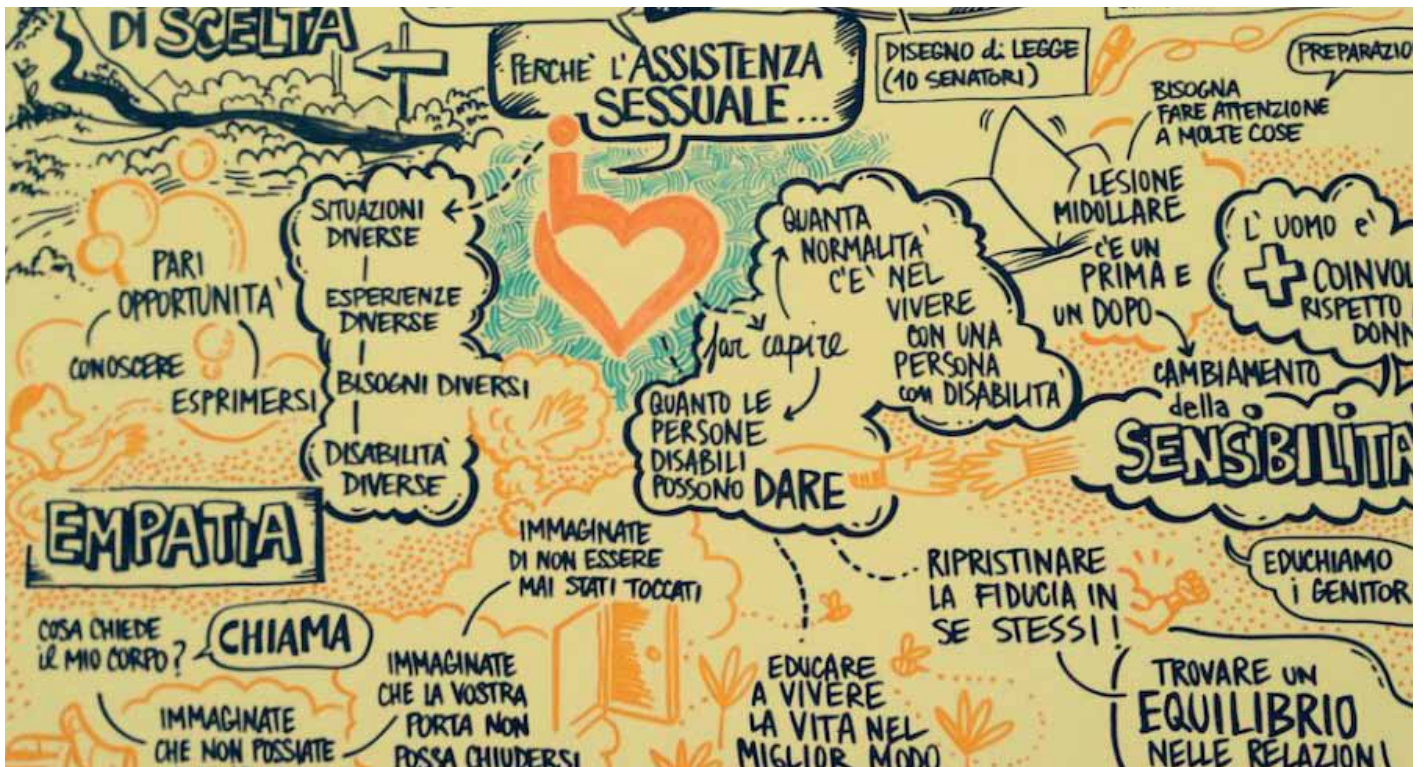 DI SCELTA
PERCHE' L'ASSISTENZA
SESSUALE...
DISEGNO di LEGGE
(10 SENATORI)
BISOGNA
FARE ATTENZIONE
A MOLTE COSE
LESIONE
MIDOLLARE
C'È UN
PRIMA E
UN DOPO
CAMBIAMENTO
della
SENSIBILITA
L'UOMO e'
+ 
RISPETTO
SITUAZIONI
DIVERSE
ESPERIENZE
DIVERSE
BISOGNI DIVERSI
DISABILITÀ
DIVERSE
PARI
OPPORTUNITA'
CONOSCERE
ESPRIMERSI
far capire
QUANTA
NORMALITA'
C'E' NEL
VIVERE
CON UNA
PERSONA
con DISABILITA'
QUANTO LE
PERSONE
DISABILI
POSSONO DARE
EMPATIA
COSA CHIEDE
il MIO CORPO?
CHIAMA
IMMAGINATE
CHE NON POSSIATE
IMMAGINATE
CHE LA VOSTRA
PORTA NON
POSSA CHIUDERSI
IMMAGINATE
DI NON ESSERE
MAI STATI TOCCATI
EDUCARE
A VIVERE
LA VITA NEL
MIGLIOR MODO
RIPRISTINARE
LA FIDUCIA IN
SE STESSI!
EDUCHIAMO
i GENITOR
TROVARE UN
EQUILIBRIO
NELLE RELAZIONI